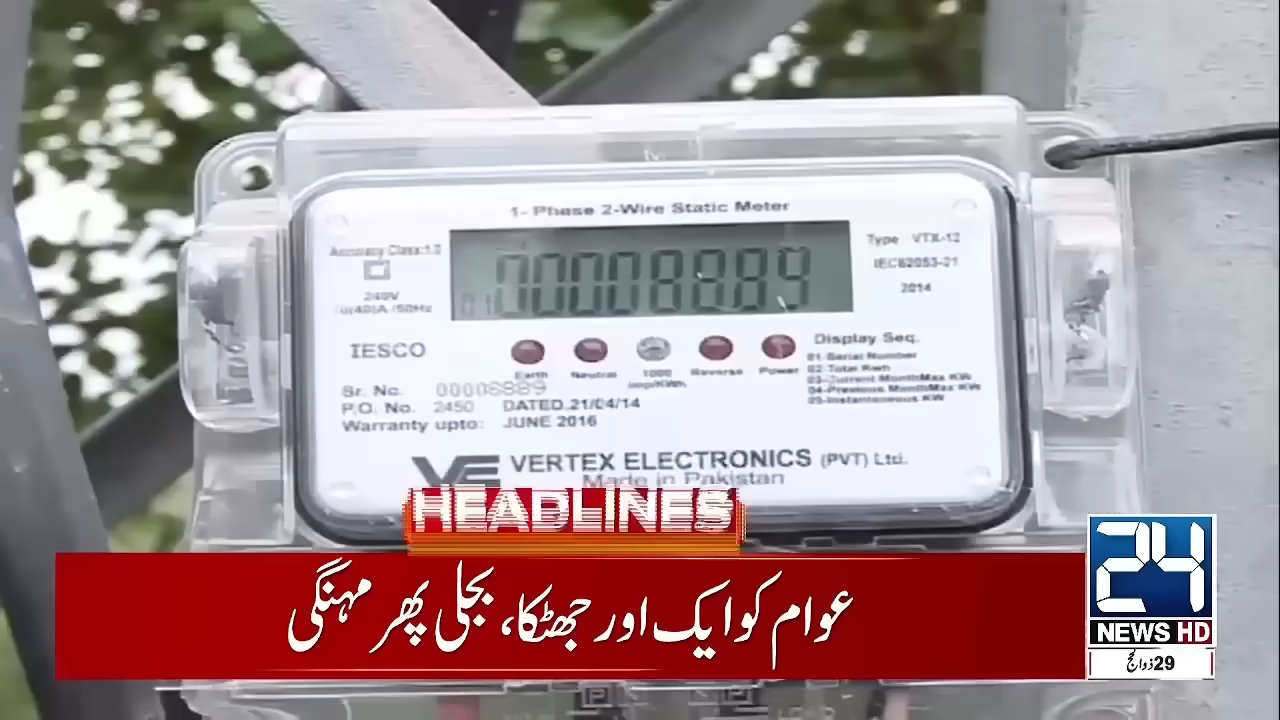 1- Phase 2-Wire Static Meter
Accuracy Class:1.0
240V
10(40)A /50Hz
01 00008889
Type VTX-12
IEC62053-21
2014
IESCO
Earth Neutral 1000 imp/KWh Reverse Power
Display Seq.
01-Serial Number
02-Total Kwh
03-Current MonthMax KW
04-Previous MonthMax KW
05-Instantaneous KW
Sr. No. 00008889
P.O. No. 2450 DATED.21/04/14
Warranty upto: JUNE 2016
VERTEX ELECTRONICS (PVT) Ltd.
Made in Pakistan
HEADLINES
عوام کو ایک اور جھٹکا، بجلی پھر مہنگی
24
NEWS HD
29 ذوالحج